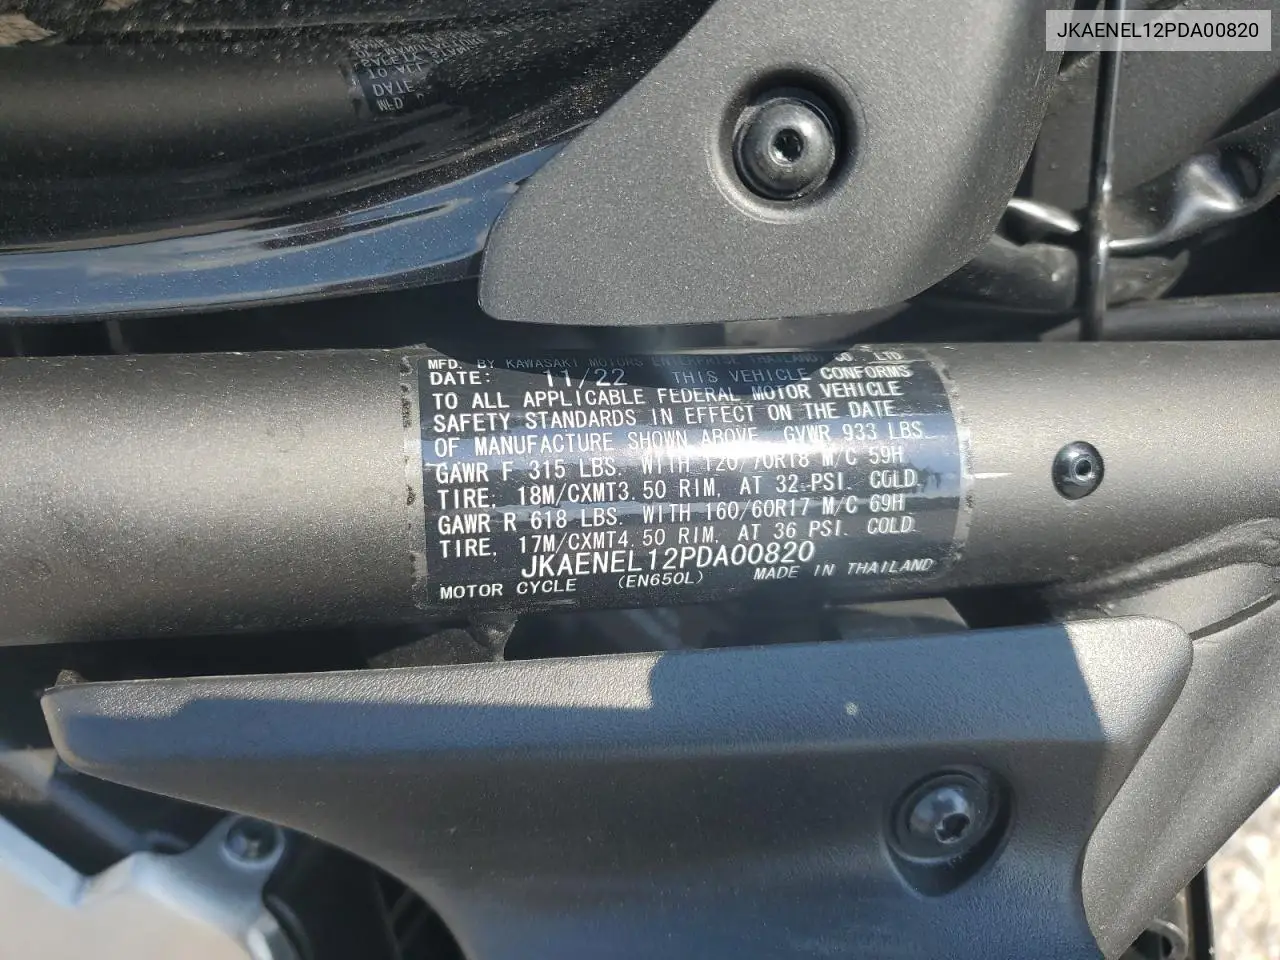 JKAENEL12PDA00820
MFD. BY KAWASAKI MOTORS ENTERPRISE THAILAND) CO. LTD
DATE: 11/22 THIS VEHICLE CONFORMS
TO ALL APPLICABLE FEDERAL MOTOR VEHICLE
SAFETY STANDARDS IN EFFECT ON THE DATE
OF MANUFACTURE SHOWN ABOVE. GVWR 933 LBS.
GAWR F 315 LBS. WITH 120/70R18 M/C 59H
TIRE, 18M/CXMT3.50 RIM, AT 32 PSI. COLD.
GAWR R 618 LBS. WITH 160/60R17 M/C 69H
TIRE, 17M/CXMT4.50 RIM, AT 36 PSI. COLD.
JKAENEL12PDA00820
MOTOR CYCLE (EN650L) MADE IN THAILAND